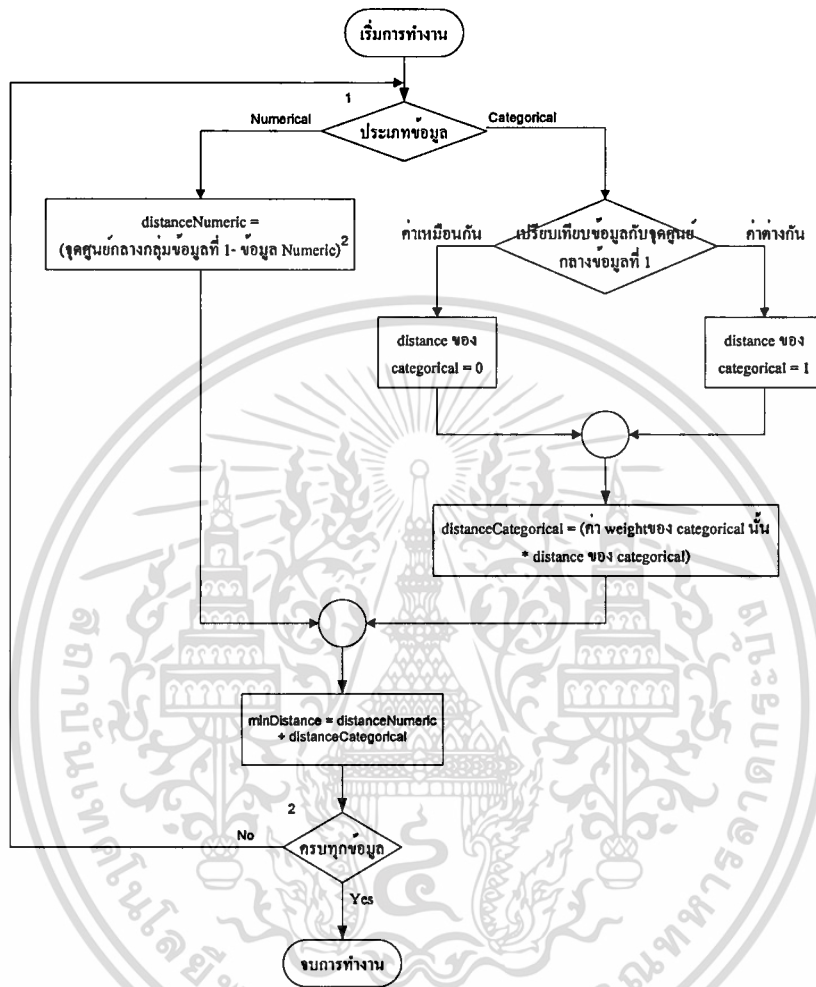 เริ่มการทำงาน
1
Numerical
Categorical
ประเภทข้อมูล
distanceNumeric =
(จุดศูนย์กลางกลุ่มข้อมูลที่ 1- ข้อมูล Numeric)²
ค่าเหมือนกัน
เปรียบเทียบข้อมูลกับจุดศูนย์
กลางข้อมูลที่ 1
ค่าต่างกัน
distance ของ
categorical = 0
distance ของ
categorical = 1
distanceCategorical = (ค่า weightของ categorical นั้น
* distance ของ categorical)
minDistance = distanceNumeric
+ distanceCategorical
2
No
ครบทุกข้อมูล
Yes
จบการทำงาน